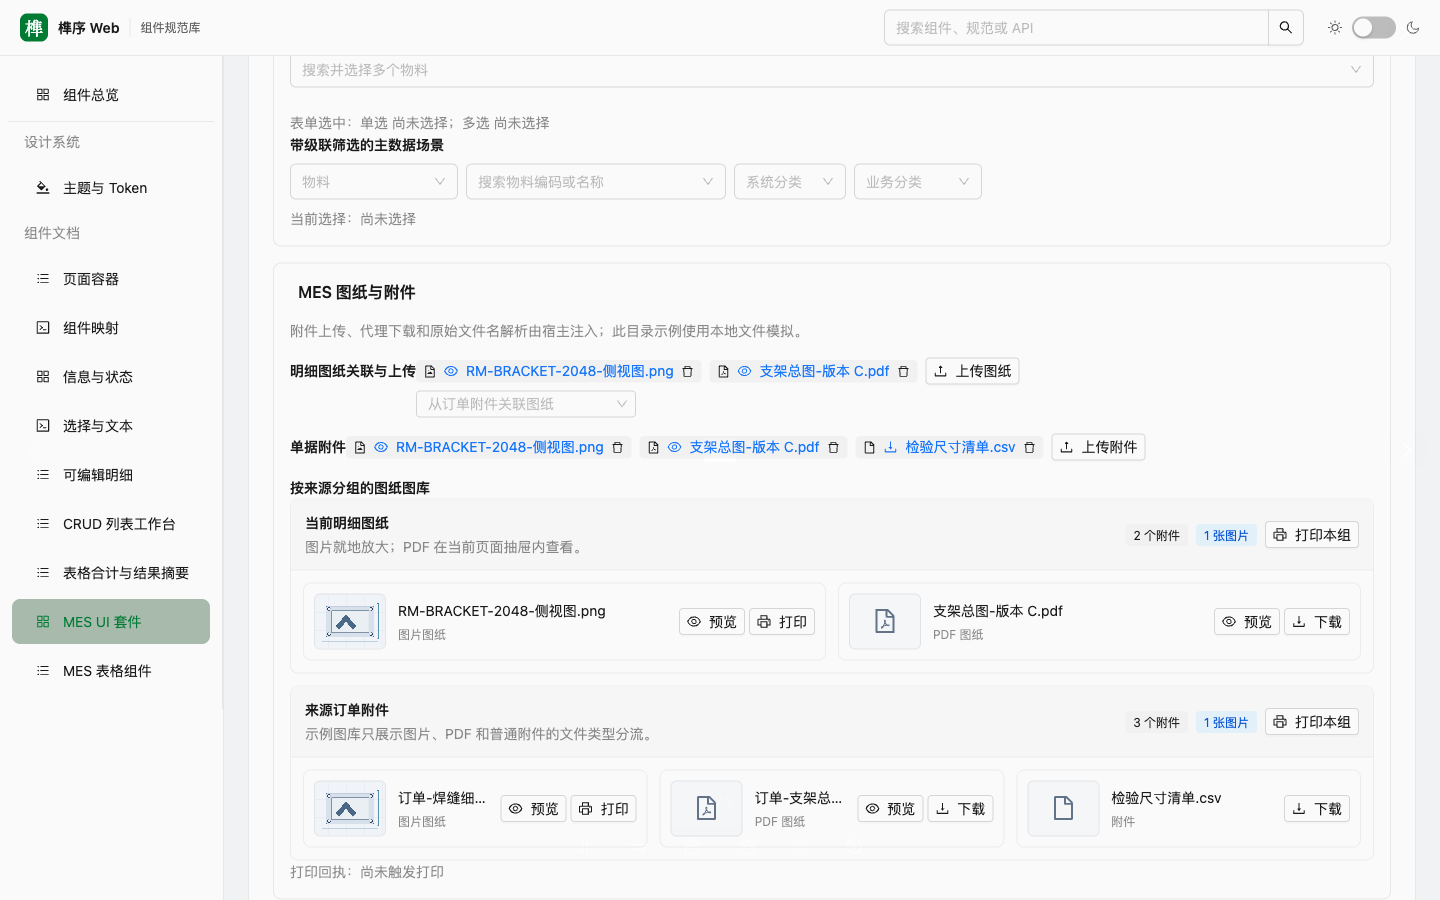 榫 榫序 Web 组件规范库 搜索组件、规范或 API
组件总览
设计系统
主题与 Token
组件文档
页面容器
组件映射
信息与状态
选择与文本
可编辑明细
CRUD 列表工作台
表格合计与结果摘要
MES UI 套件
MES 表格组件
搜索并选择多个物料
表单选中：单选 尚未选择；多选 尚未选择
带级联筛选的主数据场景
物料 搜索物料编码或名称 系统分类 业务分类
当前选择：尚未选择
MES 图纸与附件
附件上传、代理下载和原始文件名解析由宿主注入；此目录示例使用本地文件模拟。
明细图纸关联与上传 RM-BRACKET-2048-侧视图.png 支架总图-版本 C.pdf 上传图纸
从订单附件关联图纸
单据附件 RM-BRACKET-2048-侧视图.png 支架总图-版本 C.pdf 检验尺寸清单.csv 上传附件
按来源分组的图纸图库
当前明细图纸
图片就地放大；PDF 在当前页面抽屉内查看。
2 个附件 1 张图片 打印本组
RM-BRACKET-2048-侧视图.png
图片图纸
预览 打印
支架总图-版本 C.pdf
PDF 图纸
预览 下载
来源订单附件
示例图库只展示图片、PDF 和普通附件的文件类型分流。
3 个附件 1 张图片 打印本组
订单-焊缝细...
图片图纸
预览 打印
订单-支架总...
PDF 图纸
预览 下载
检验尺寸清单.csv
附件
下载
打印回执：尚未触发打印